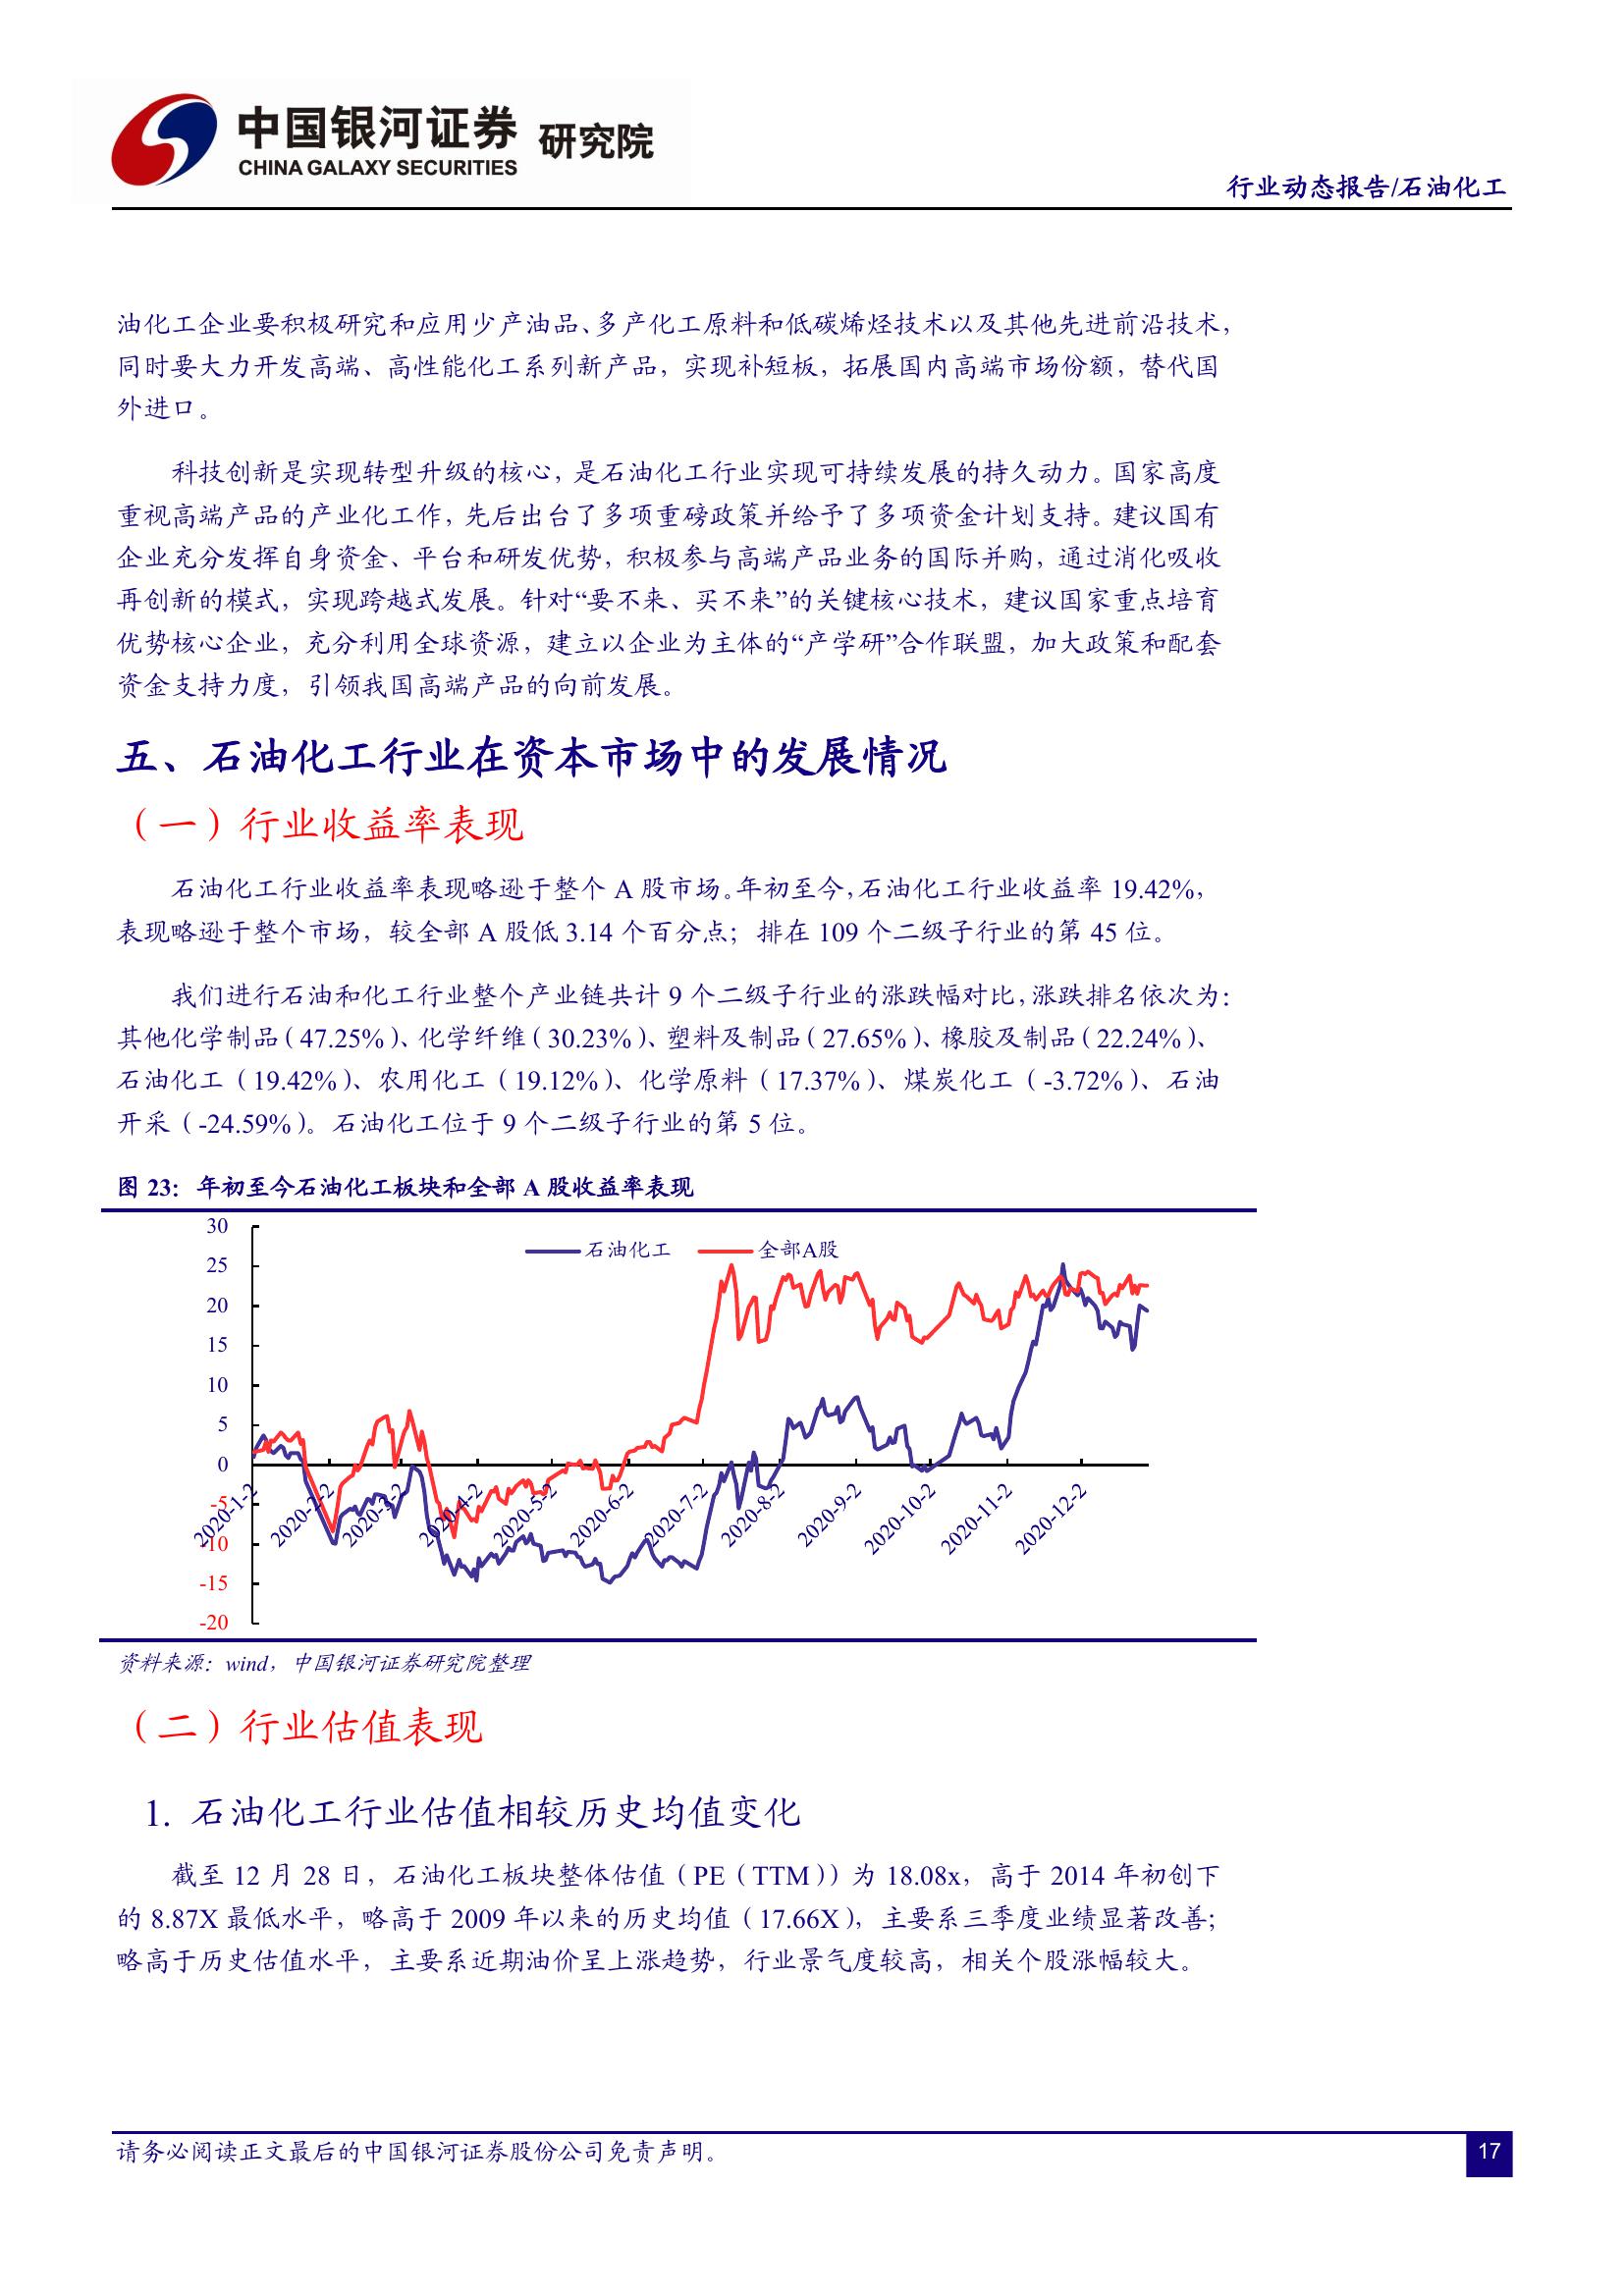 中国银河证券 研究院
CHINA GALAXY SECURITIES
行业动态报告/石油化工
油化工企业要积极研究和应用少产油品、多产化工原料和低碳烯烃技术以及其他先进前沿技术，
同时要大力开发高端、高性能化工系列新产品，实现补短板，拓展国内高端市场份额，替代国
外进口。
科技创新是实现转型升级的核心，是石油化工行业实现可持续发展的持久动力。国家高度
重视高端产品的产业化工作，先后出台了多项重磅政策并给予了多项资金计划支持。建议国有
企业充分发挥自身资金、平台和研发优势，积极参与高端产品业务的国际并购，通过消化吸收
再创新的模式，实现跨越式发展。针对“要不来、买不来”的关键核心技术，建议国家重点培育
优势核心企业，充分利用全球资源，建立以企业为主体的“产学研”合作联盟，加大政策和配套
资金支持力度，引领我国高端产品的向前发展。
五、石油化工行业在资本市场中的发展情况
（一）行业收益率表现
石油化工行业收益率表现略逊于整个 A 股市场。年初至今，石油化工行业收益率 19.42%，
表现略逊于整个市场，较全部 A 股低 3.14 个百分点；排在 109 个二级子行业的第 45 位。
我们进行石油和化工行业整个产业链共计 9 个二级子行业的涨跌幅对比，涨跌排名依次为：
其他化学制品（47.25%）、化学纤维（30.23%）、塑料及制品（27.65%）、橡胶及制品（22.24%）、
石油化工（19.42%）、农用化工（19.12%）、化学原料（17.37%）、煤炭化工（-3.72%）、石油
开采（-24.59%）。石油化工位于 9 个二级子行业的第 5 位。
图 23：年初至今石油化工板块和全部 A 股收益率表现
30
石油化工 全部A股
25
20
15
10
5
0
-5
-10
-15
-20
2020-1-2 2020-2-2 2020-3-2 2020-4-2 2020-5-2 2020-6-2 2020-7-2 2020-8-2 2020-9-2 2020-10-2 2020-11-2 2020-12-2
资料来源：wind，中国银河证券研究院整理
（二）行业估值表现
1. 石油化工行业估值相较历史均值变化
截至 12 月 28 日，石油化工板块整体估值（PE（TTM））为 18.08x，高于 2014 年初创下
的 8.87X 最低水平，略高于 2009 年以来的历史均值（17.66X），主要系三季度业绩显著改善；
略高于历史估值水平，主要系近期油价呈上涨趋势，行业景气度较高，相关个股涨幅较大。
请务必阅读正文最后的中国银河证券股份公司免责声明。
17